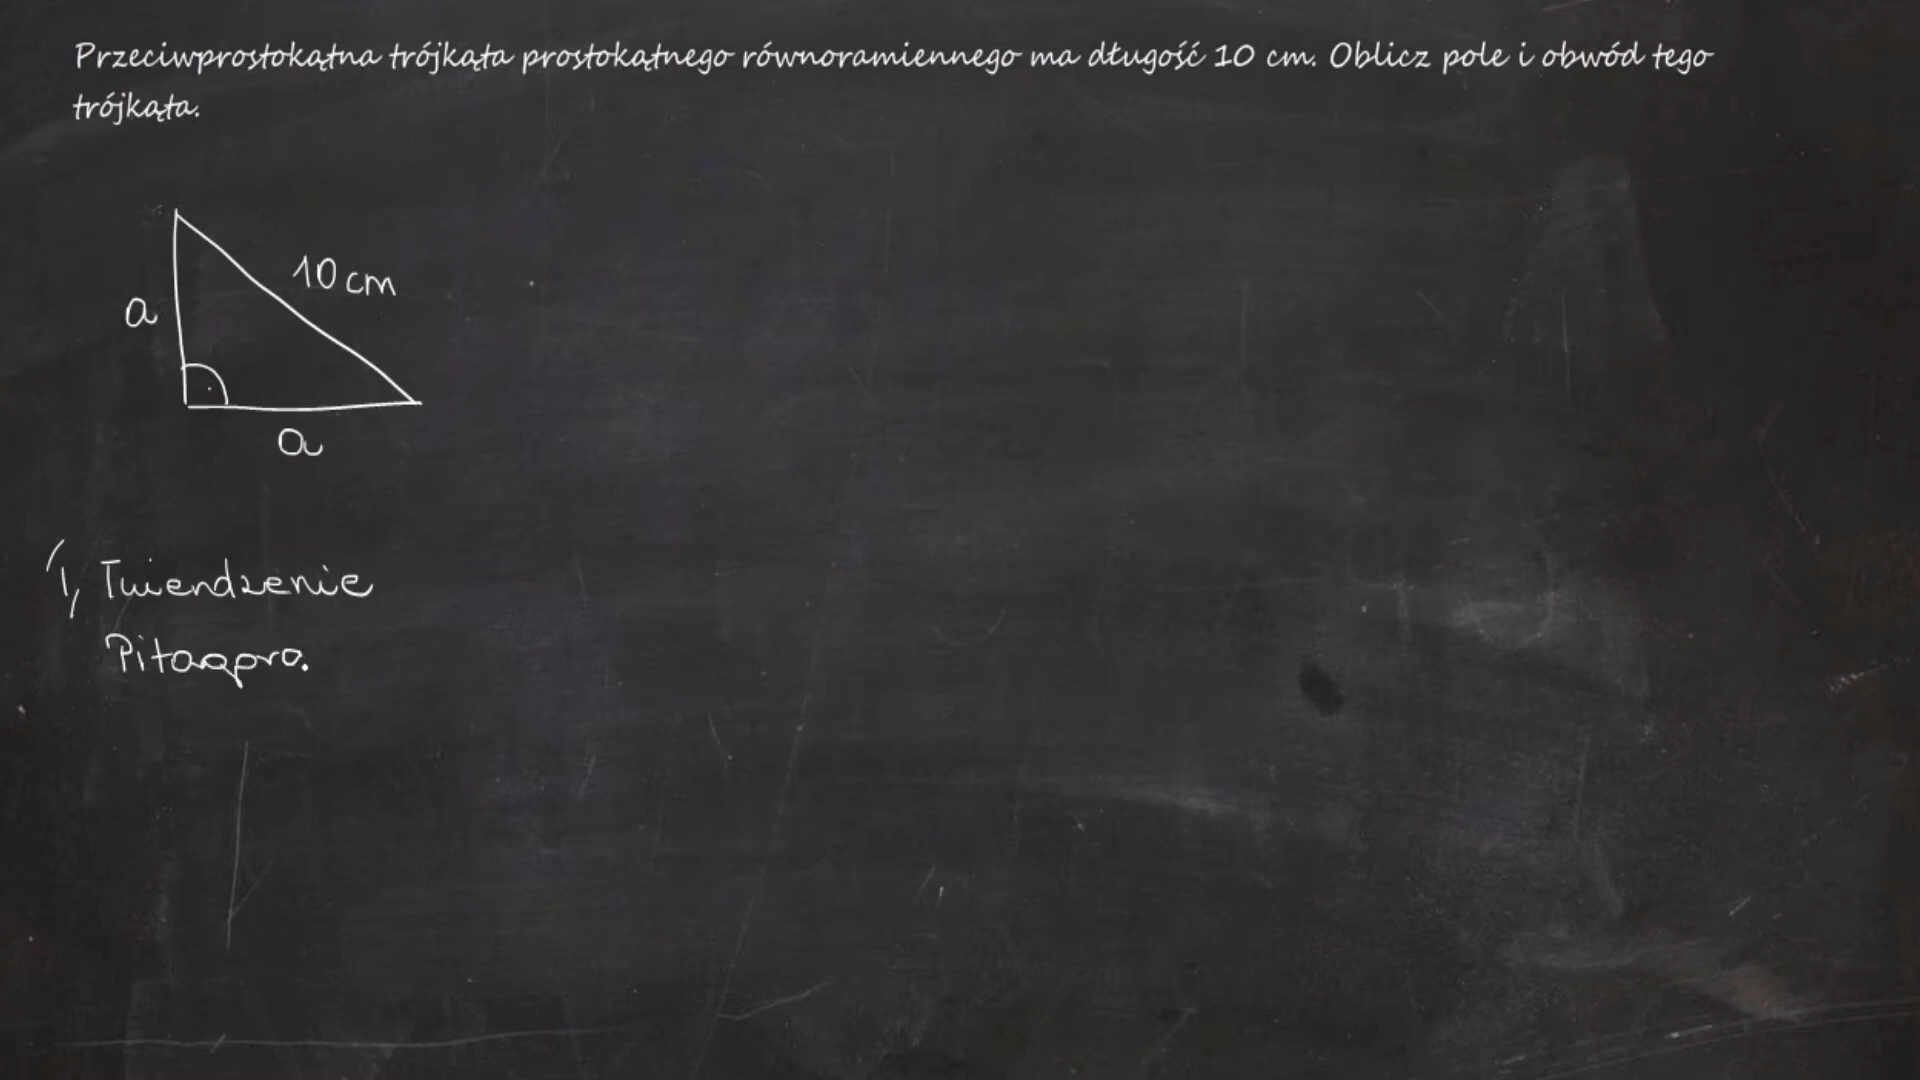 Przeciwprostokątna trójkąta prostokątnego równoramiennego ma długość 10 cm. Oblicz pole i obwód tego
trójkąta.
10 cm
a
a
1, Twierdzenie
Pitagora.